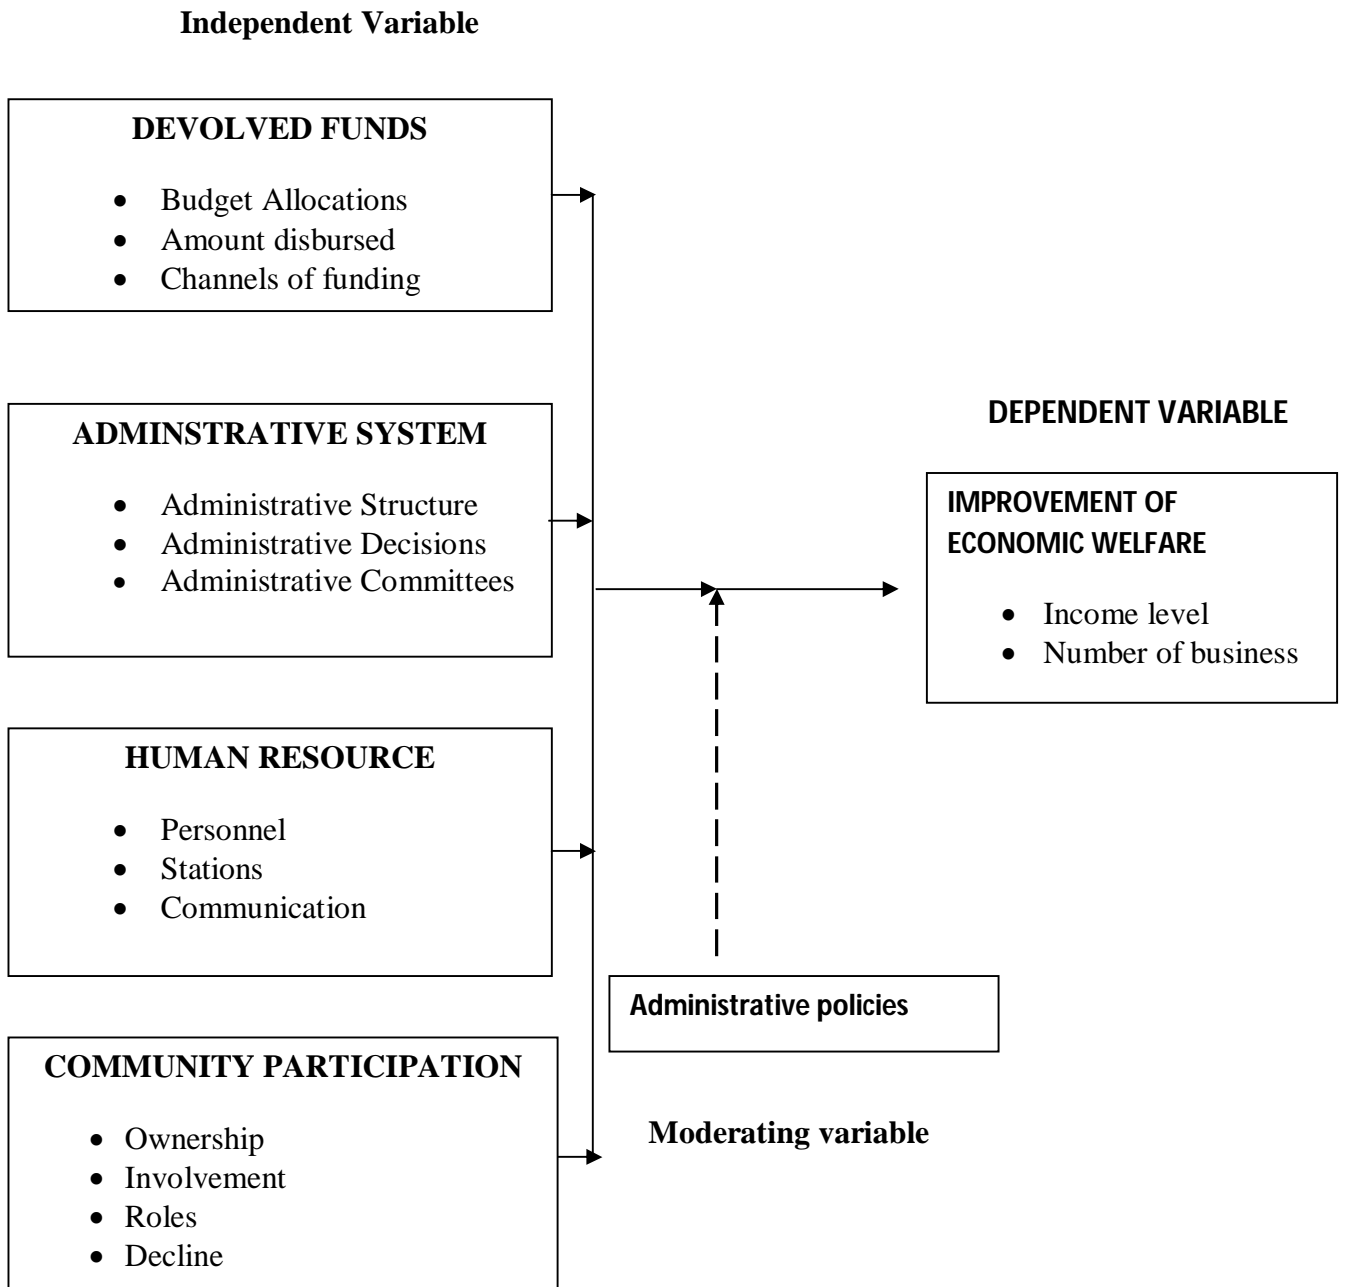 Independent Variable
DEVOLVED FUNDS
• Budget Allocations
• Amount disbursed
• Channels of funding
ADMINSTRATIVE SYSTEM
• Administrative Structure
• Administrative Decisions
• Administrative Committees
HUMAN RESOURCE
• Personnel
• Stations
• Communication
COMMUNITY PARTICIPATION
• Ownership
• Involvement
• Roles
• Decline
Administrative policies
Moderating variable
DEPENDENT VARIABLE
IMPROVEMENT OF
ECONOMIC WELFARE
• Income level
• Number of business